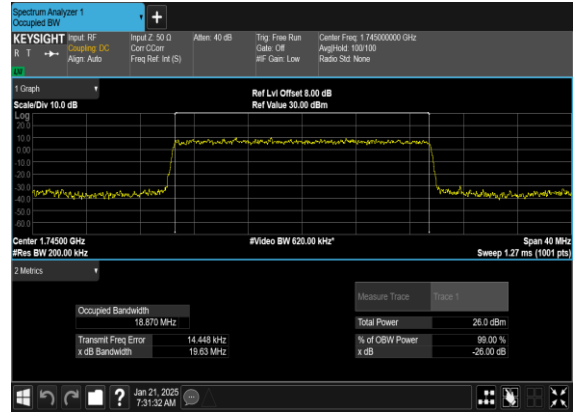 Spectrum Analyzer 1
Occupied BW
+
KEYSIGHT Input: RF Input Z: 50 Ω Atten: 40 dB Trig: Free Run Center Freq: 1.745000000 GHz
R T Coupling: DC Corr CCorr Gate: Off Avg|Hold: 100/100
Align: Auto Freq Ref: Int (S) #IF Gain: Low Radio Std: None
LM
1 Graph
Ref Lvl Offset 8.00 dB
Scale/Div 10.0 dB Ref Value 30.00 dBm
Log
20.0
10.0
0.00
-10.0
-20.0
-30.0
-40.0
-50.0
-60.0
Center 1.74500 GHz #Video BW 620.00 kHz* Span 40 MHz
#Res BW 200.00 kHz Sweep 1.27 ms (1001 pts)
2 Metrics
Measure Trace Trace 1
Occupied Bandwidth
18.870 MHz Total Power 26.0 dBm
Transmit Freq Error 14.448 kHz % of OBW Power 99.00 %
x dB Bandwidth 19.63 MHz x dB -26.00 dB
?
Jan 21, 2025
7:31:32 AM